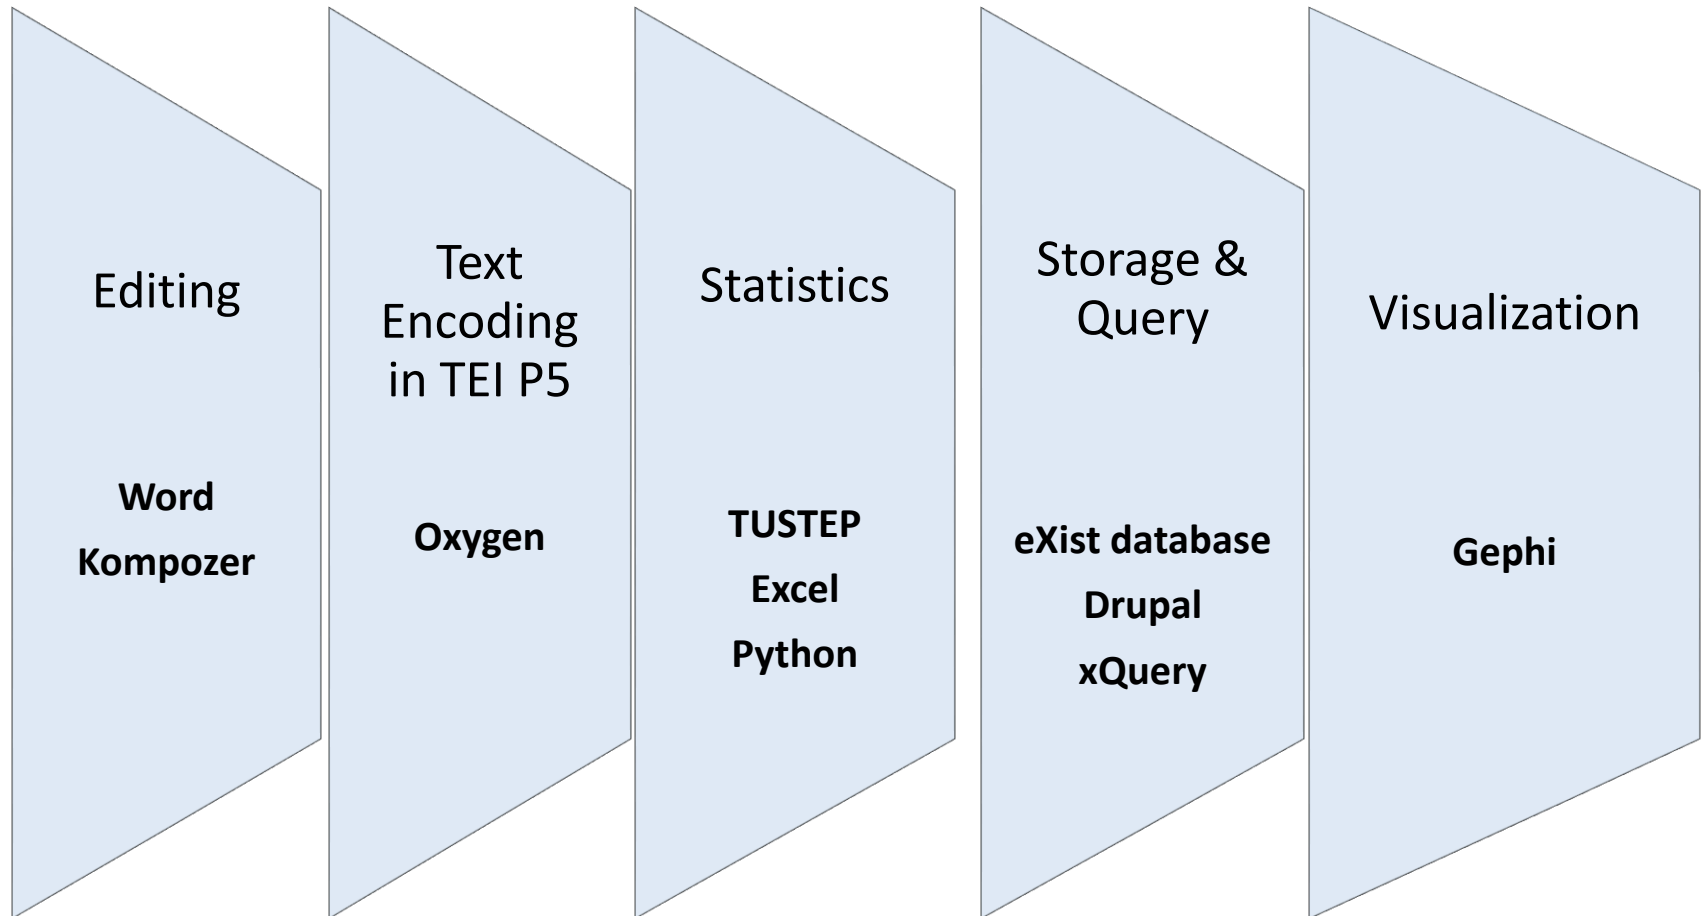 Editing
Word
Kompozer
Text
Encoding
in TEI P5
Oxygen
Statistics
TUSTEP
Excel
Python
Storage &
Query
eXist database
Drupal
xQuery
Visualization
Gephi